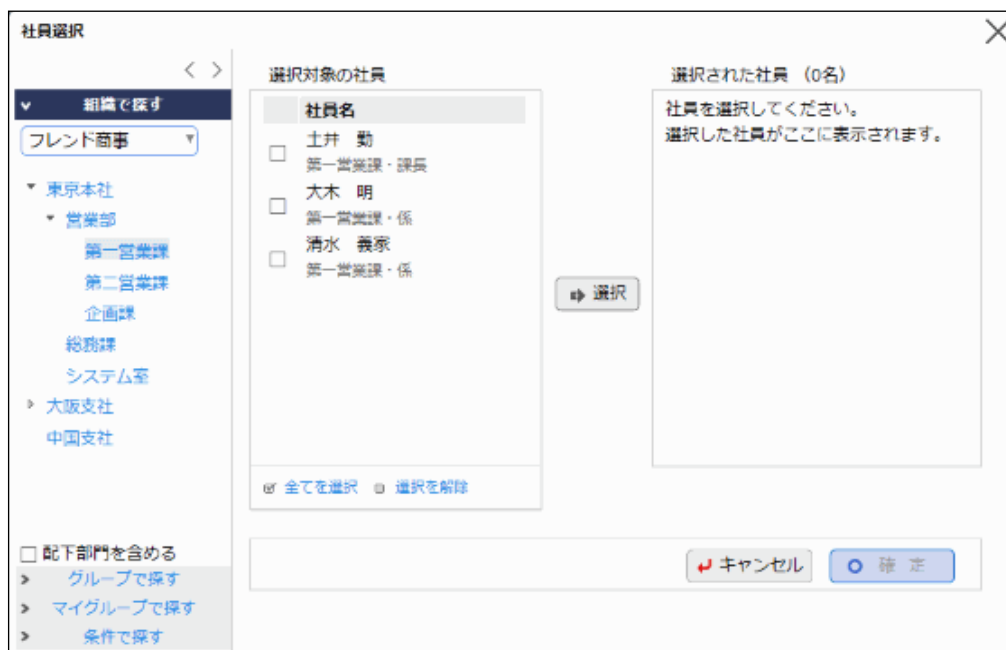 社員選択
組織で探す
フレンド商事
東京本社
営業部
第一営業課
第二営業課
企画課
総務課
システム室
大阪支社
中国支社
配下部門を含める
グループで探す
マイグループで探す
条件で探す
選択対象の社員
社員名
土井 勤
第一営業課・課長
大木 明
第一営業課・係
清水 義家
第一営業課・係
全てを選択 選択を解除
選択
選択された社員 (0名)
社員を選択してください。
選択した社員がここに表示されます。
キャンセル 確 定